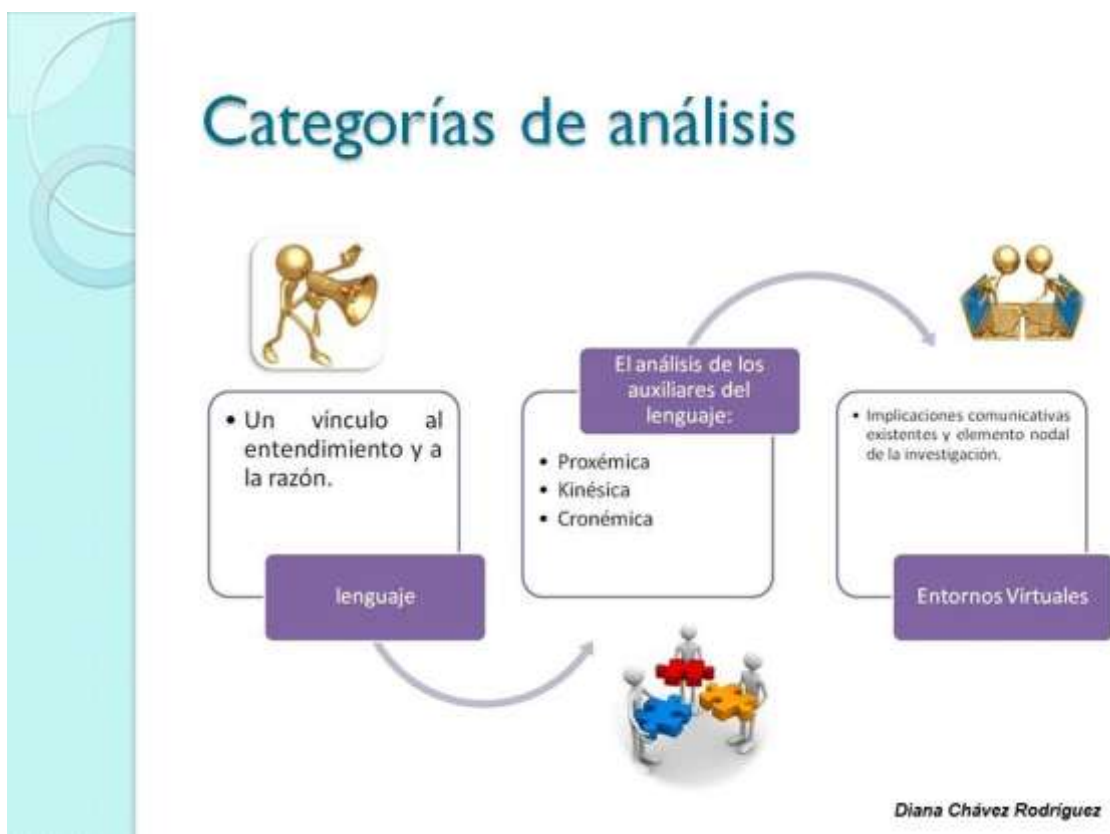 Categorías de análisis
• Un vínculo al
entendimiento y a
la razón.
lenguaje
El análisis de los
auxiliares del
lenguaje:
• Proxémica
• Kinésica
• Cronémica
• Implicaciones comunicativas
existentes y elemento nodal
de la investigación.
Entornos Virtuales
Diana Chávez Rodríguez